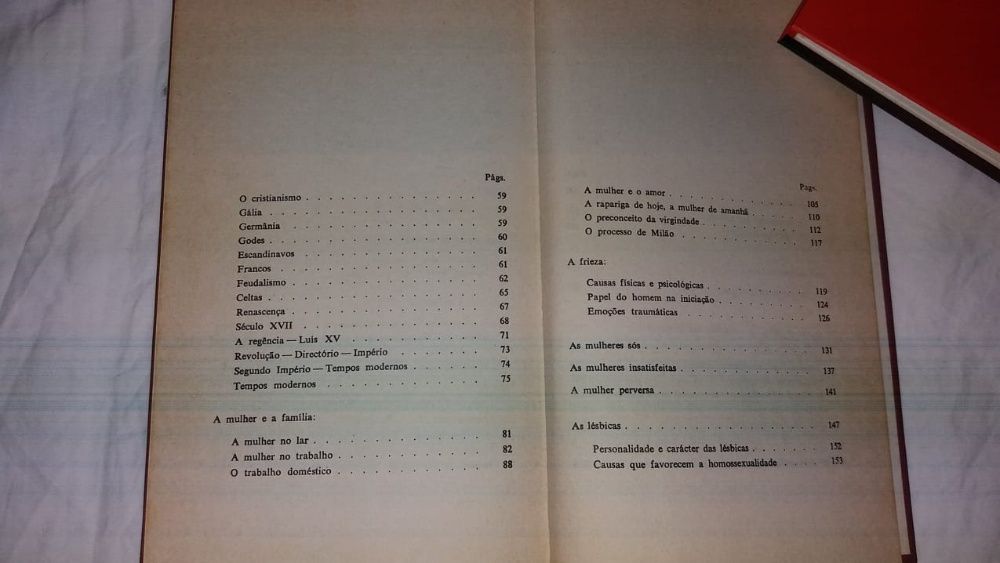 Págs.
O cristianismo . . . . . . . . . . . . . . . 59
Gália . . . . . . . . . . . . . . . . . . 59
Germânia . . . . . . . . . . . . . . . . . 59
Godes . . . . . . . . . . . . . . . . . . 60
Escandinavos . . . . . . . . . . . . . . . 61
Francos . . . . . . . . . . . . . . . . . 61
Feudalismo . . . . . . . . . . . . . . . . 62
Celtas . . . . . . . . . . . . . . . . . . 65
Renascença . . . . . . . . . . . . . . . . 67
Século XVII . . . . . . . . . . . . . . . 68
A regência — Luis XV . . . . . . . . . . . 71
Revolução — Directório — Império . . . . . . . 73
Segundo Império — Tempos modernos . . . . . . 74
Tempos modernos . . . . . . . . . . . . . 75
A mulher e a família:
A mulher no lar . . . . . . . . . . . . . 81
A mulher no trabalho . . . . . . . . . . . 82
O trabalho doméstico . . . . . . . . . . . 88
Págs.
A mulher e o amor . . . . . . . . . . . . 105
A rapariga de hoje, a mulher de amanhã . . . . . 110
O preconceito da virgindade . . . . . . . . . 112
O processo de Milão . . . . . . . . . . . . 117
A frieza:
Causas físicas e psicológicas . . . . . . . . . 119
Papel do homem na iniciação . . . . . . . . . 124
Emoções traumáticas . . . . . . . . . . . . 126
As mulheres sós . . . . . . . . . . . . . . 131
As mulheres insatisfeitas . . . . . . . . . . . 137
A mulher perversa . . . . . . . . . . . . . 141
As lésbicas . . . . . . . . . . . . . . . . 147
Personalidade e carácter das lésbicas . . . . . . 152
Causas que favorecem a homossexualidade . . . . 153